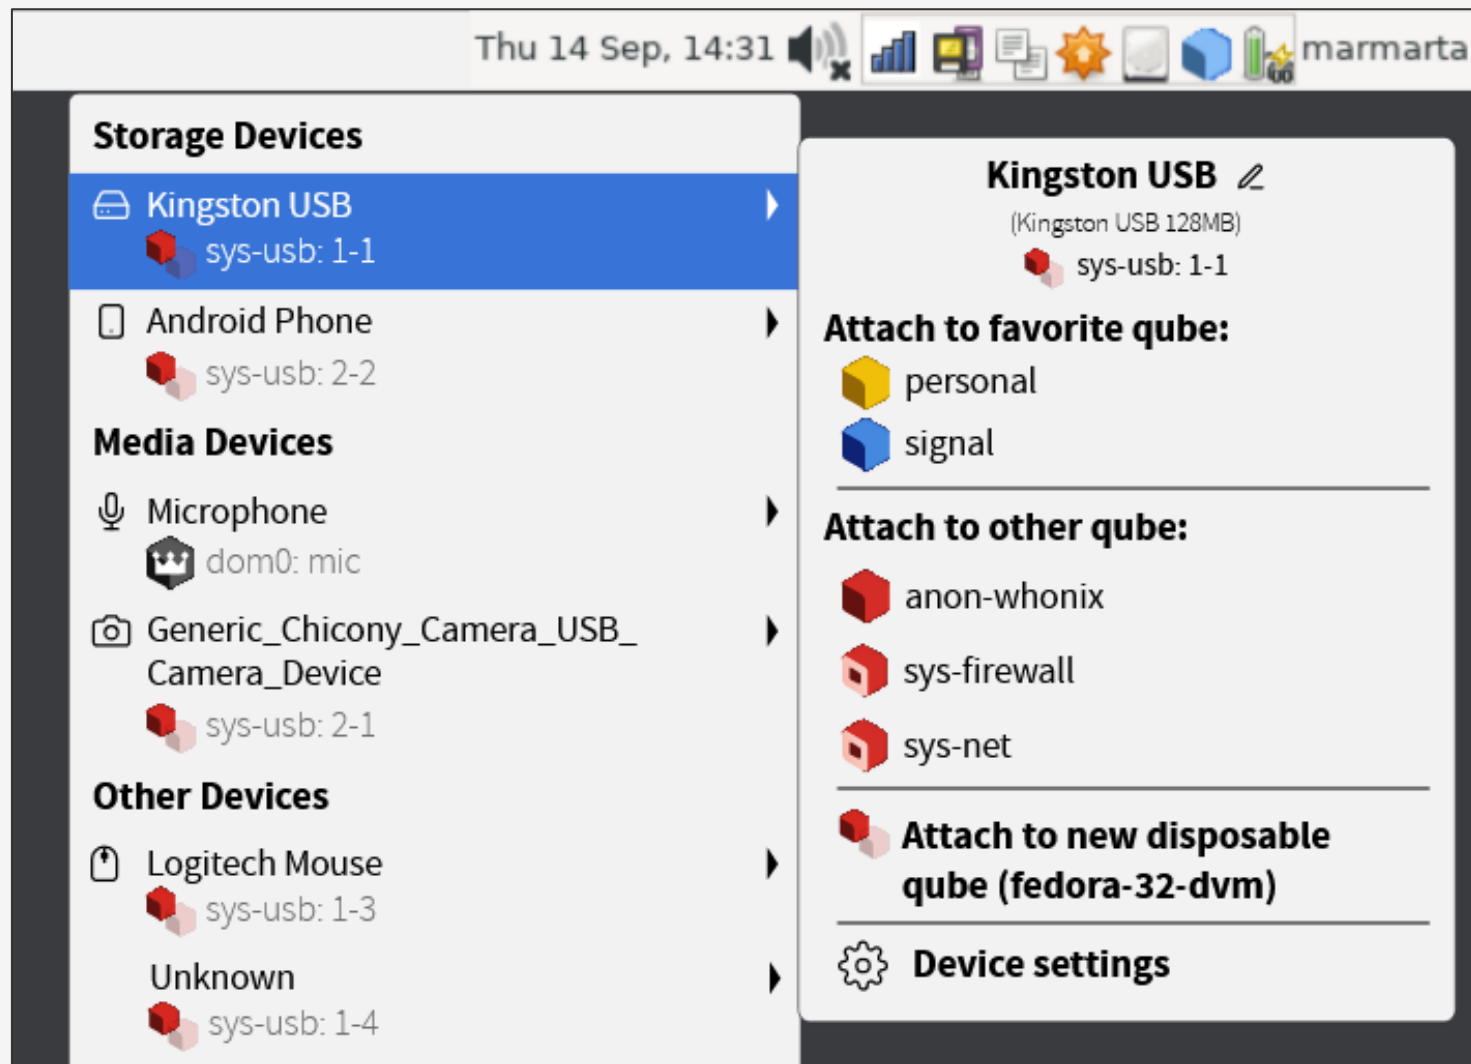 Thu 14 Sep, 14:31
marmarta
Storage Devices
Kingston USB
sys-usb: 1-1
Android Phone
sys-usb: 2-2
Media Devices
Microphone
dom0: mic
Generic_Chicony_Camera_USB_
Camera_Device
sys-usb: 2-1
Other Devices
Logitech Mouse
sys-usb: 1-3
Unknown
sys-usb: 1-4
Kingston USB
(Kingston USB 128MB)
sys-usb: 1-1
Attach to favorite qube:
personal
signal
Attach to other qube:
anon-whonix
sys-firewall
sys-net
Attach to new disposable
qube (fedora-32-dvm)
Device settings